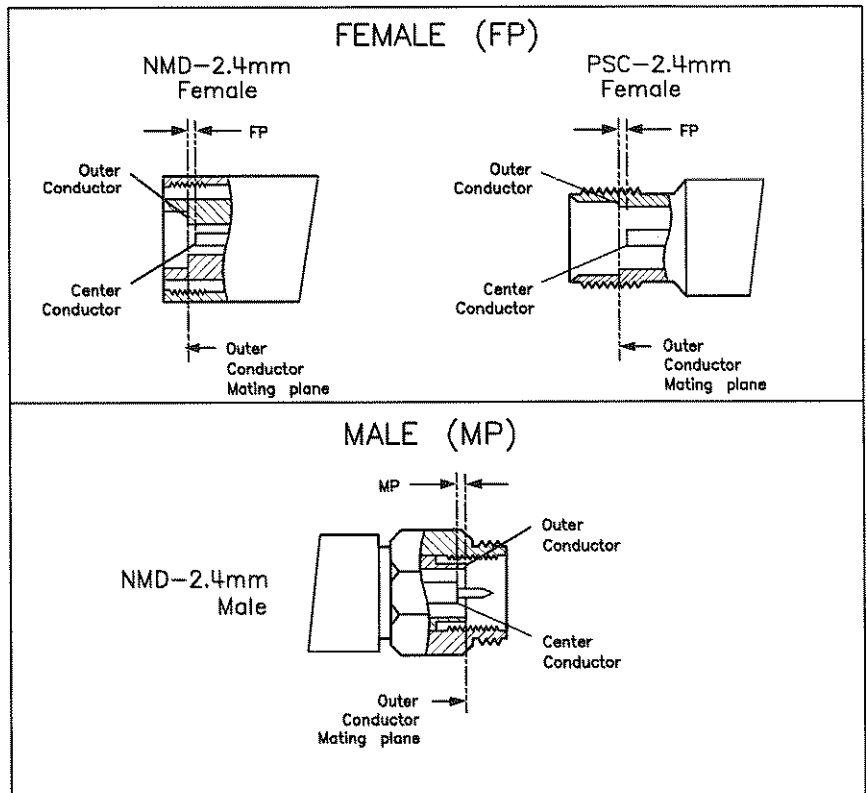 FEMALE (FP)
NMD-2.4mm
Female
FP
Outer
Conductor
Center
Conductor
Outer
Conductor
Mating plane
PSC-2.4mm
Female
FP
Outer
Conductor
Center
Conductor
Outer
Conductor
Mating plane
MALE (MP)
MP
NMD-2.4mm
Male
Outer
Conductor
Center
Conductor
Outer
Conductor
Mating plane